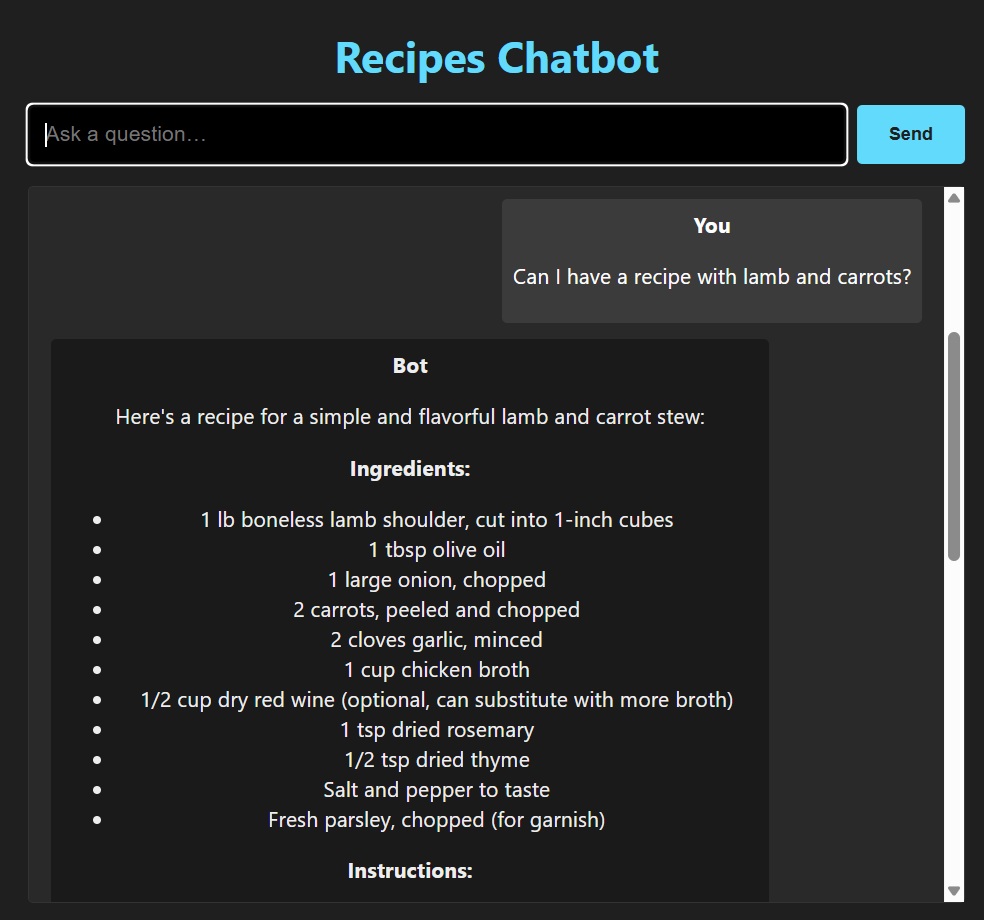 Recipes Chatbot
Ask a question…
Send
You
Can I have a recipe with lamb and carrots?
Bot
Here's a recipe for a simple and flavorful lamb and carrot stew:
Ingredients:
1 lb boneless lamb shoulder, cut into 1-inch cubes
1 tbsp olive oil
1 large onion, chopped
2 carrots, peeled and chopped
2 cloves garlic, minced
1 cup chicken broth
1/2 cup dry red wine (optional, can substitute with more broth)
1 tsp dried rosemary
1/2 tsp dried thyme
Salt and pepper to taste
Fresh parsley, chopped (for garnish)
Instructions: